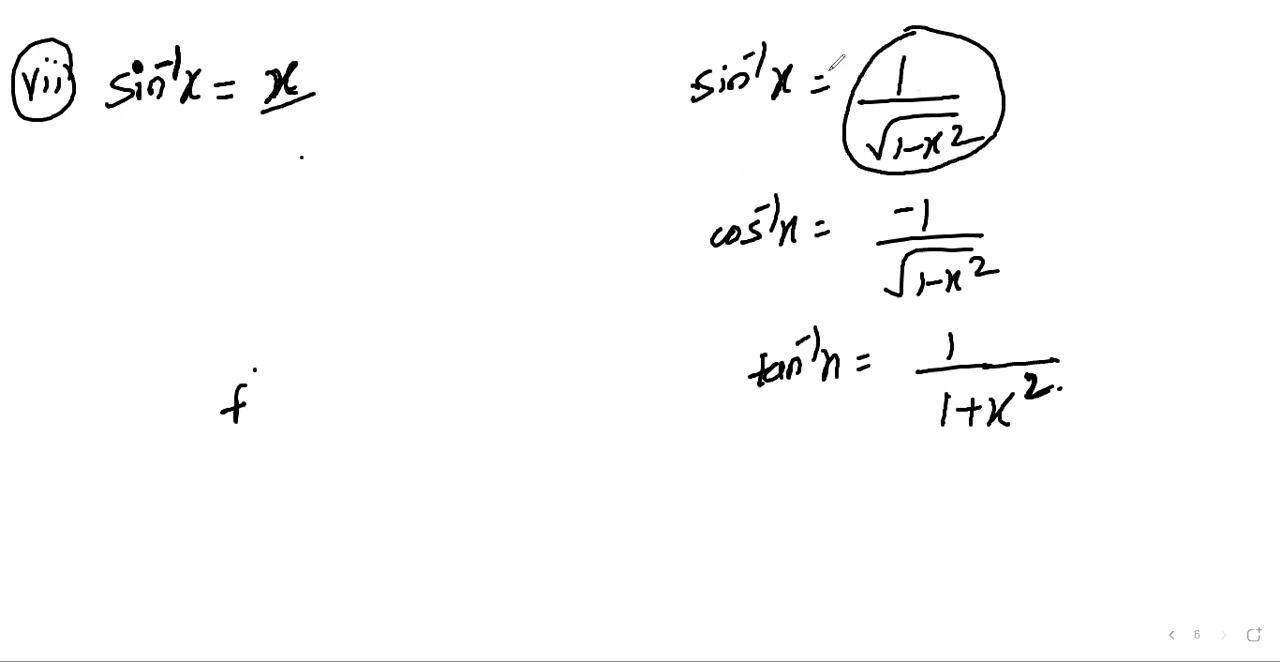 vii sin⁻¹x = x
sin⁻¹x = 1/√(1-x²)
cos⁻¹x = -1/√(1-x²)
tan⁻¹x = 1/(1+x²).
f
6